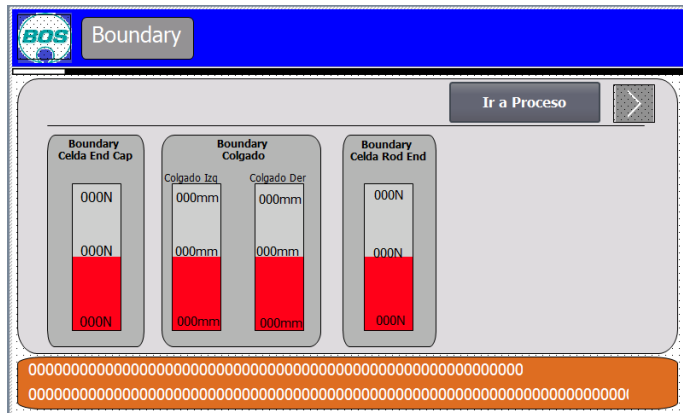 BOS
Boundary
Ir a Proceso
Boundary
Celda End Cap
000N
000N
000N
Boundary
Colgado
Colgado Izq
000mm
000mm
000mm
Colgado Der
000mm
000mm
000mm
Boundary
Celda Rod End
000N
000N
000N